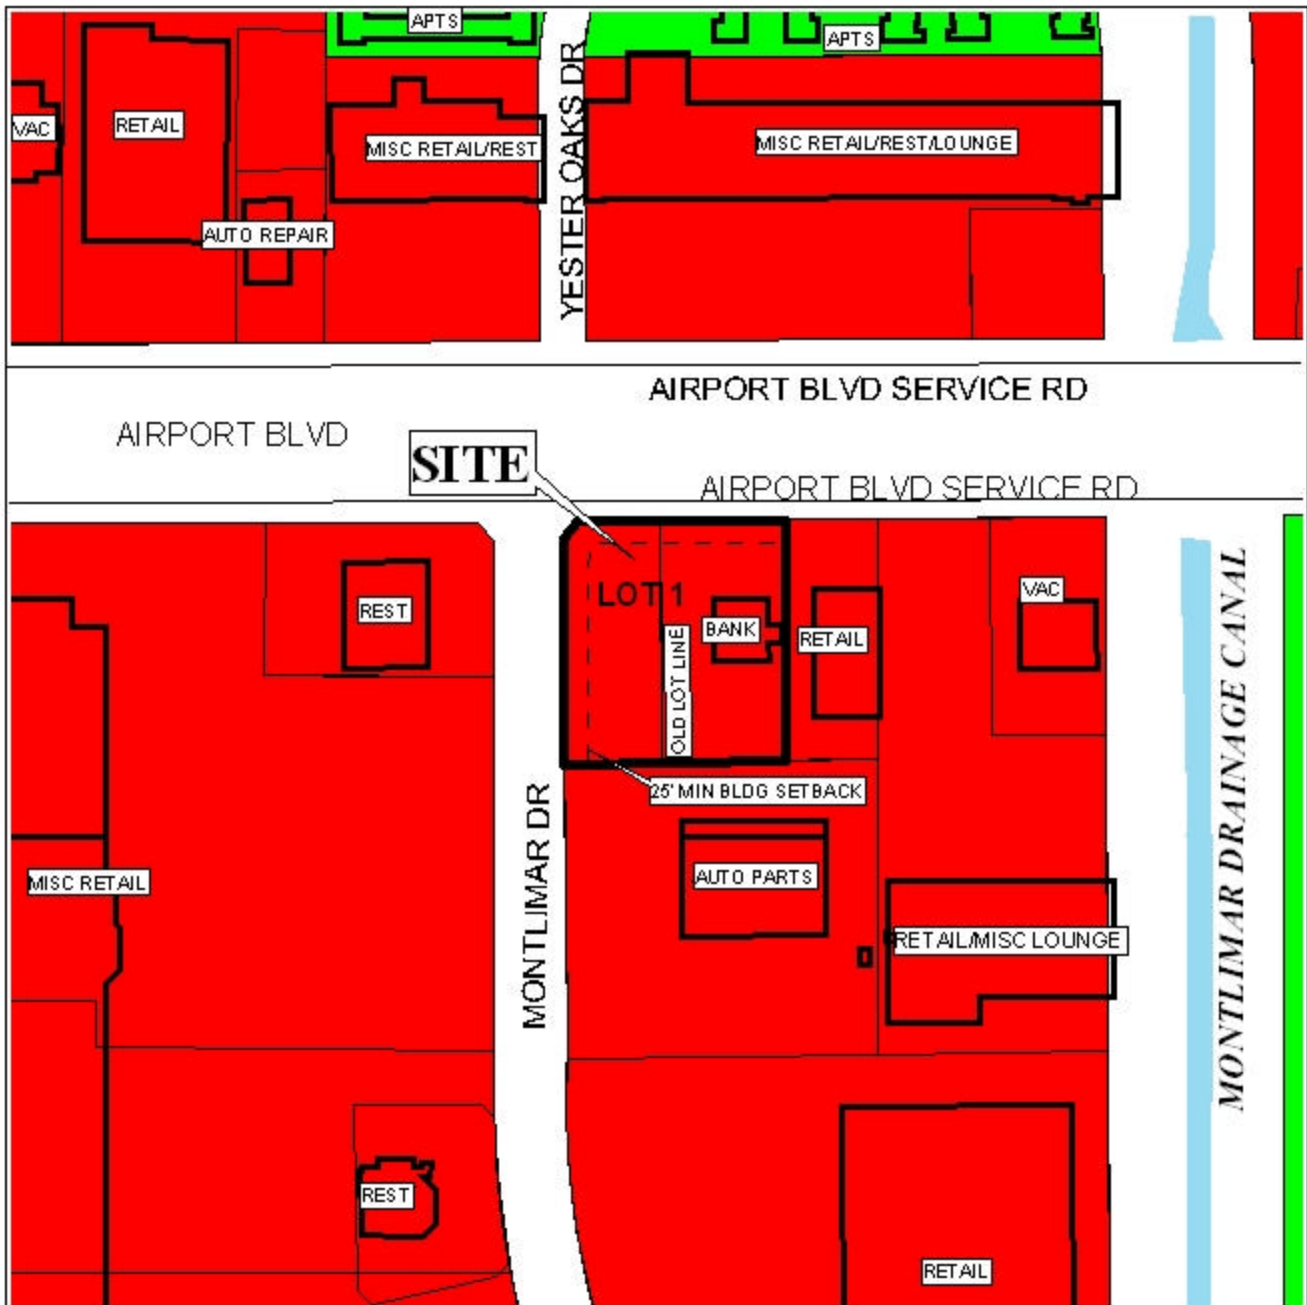 APTS
APTS
VAC
RETAIL
MISC RETAIL/REST
MISC RETAIL/REST/LOUNGE
AUTO REPAIR
YESTER OAKS DR
AIRPORT BLVD SERVICE RD
AIRPORT BLVD
SITE
AIRPORT BLVD SERVICE RD
LOT 1
REST
BANK
RETAIL
VAC
OLD LOT LINE
25' MIN BLDG SETBACK
MONTLIMAR DR
MONTLIMAR DRAINAGE CANAL
MISC RETAIL
AUTO PARTS
RETAIL/MISC LOUNGE
REST
RETAIL